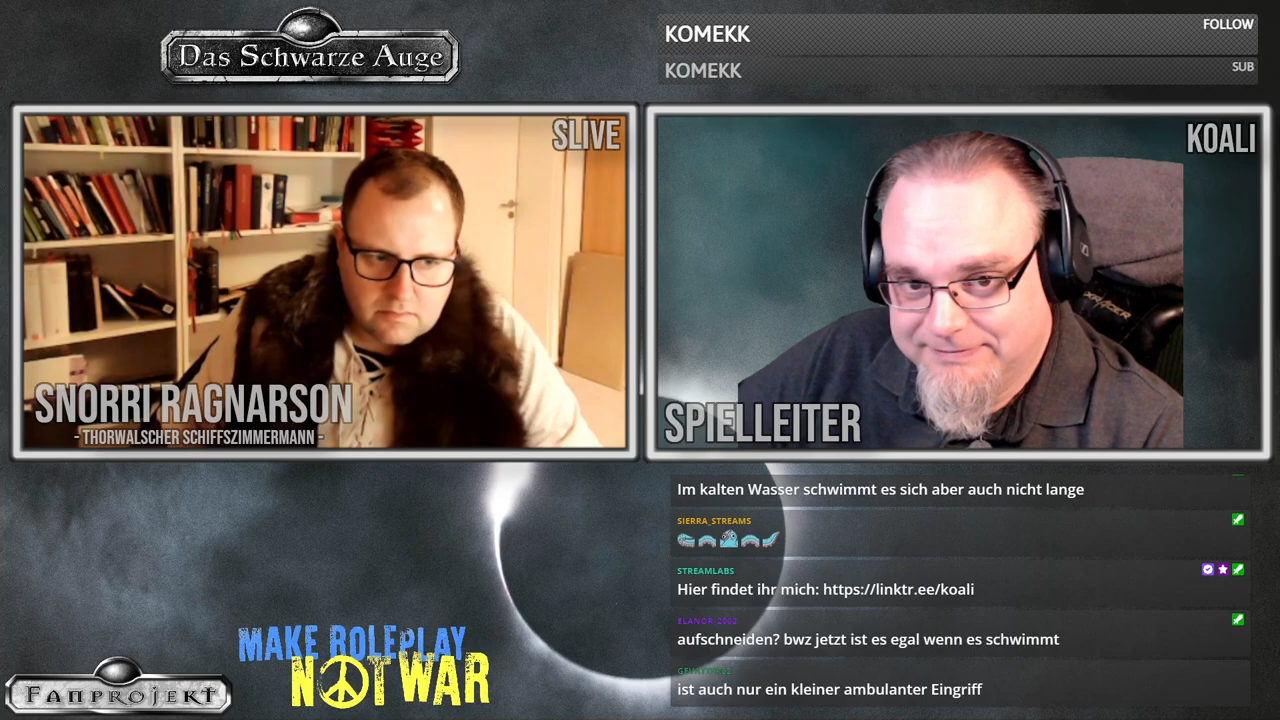 Das Schwarze Auge
KOMEKK
FOLLOW
KOMEKK
SUB
SLIVE
SNORRI RAGNARSON
- THORWALSCHER SCHIFFSZIMMERMANN -
KOALI
SPIELLEITER
Im kalten Wasser schwimmt es sich aber auch nicht lange
SIERRA_STREAMS
STREAMLABS
Hier findet ihr mich: https://linktr.ee/koali
aufschneiden? bwz jetzt ist es egal wenn es schwimmt
ist auch nur ein kleiner ambulanter Eingriff
MAKE ROLEPLAY
NOT WAR
FANPROJEKT